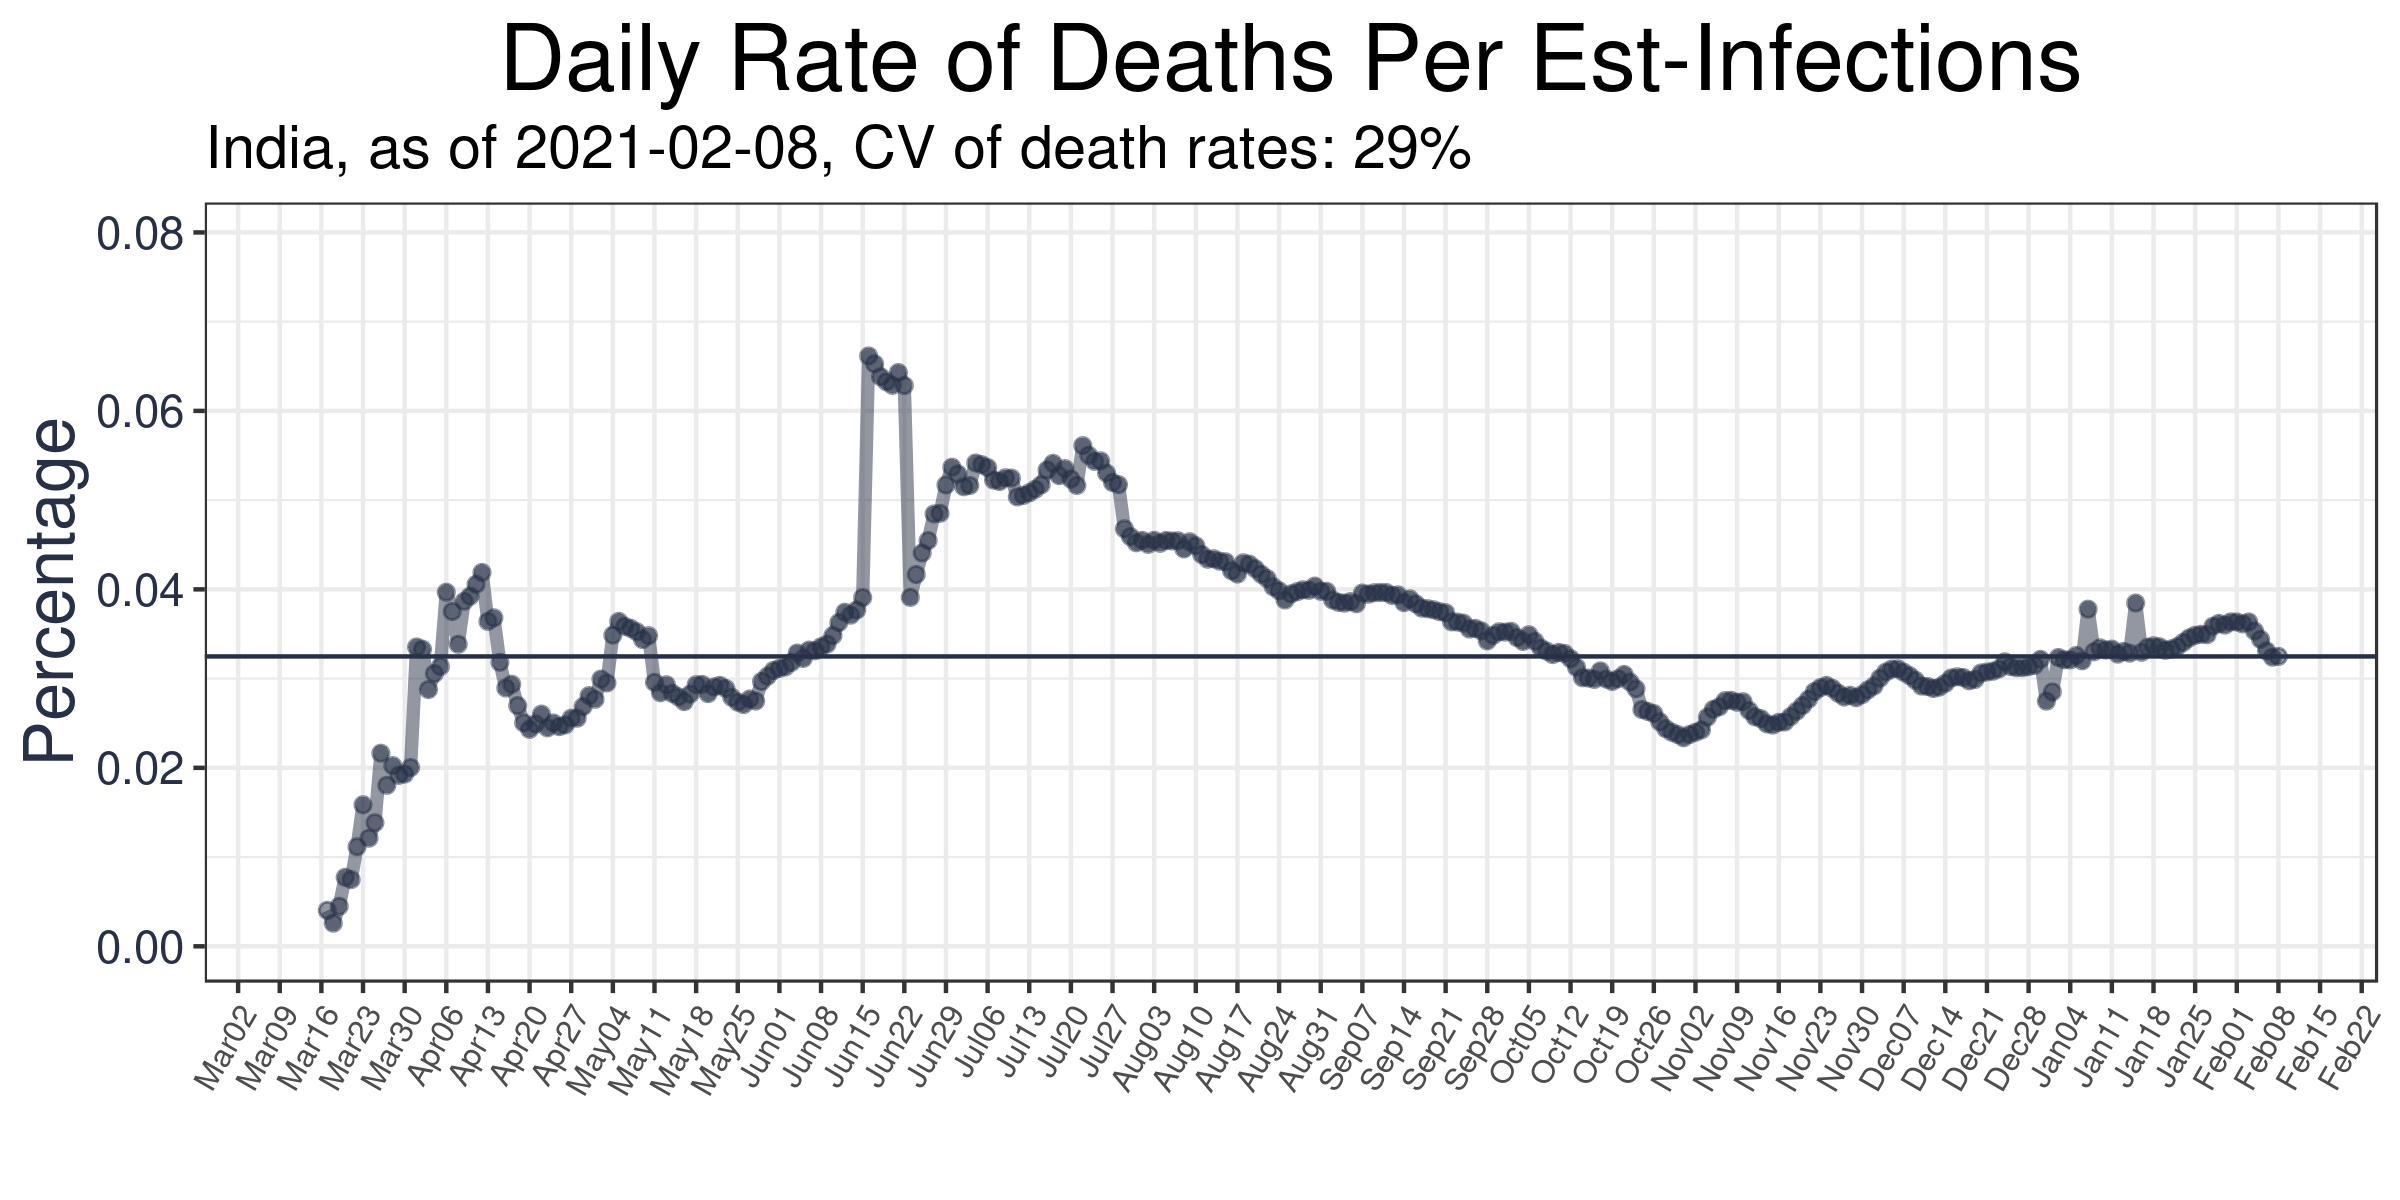 Daily Rate of Deaths Per Est-Infections
India, as of 2021-02-08, CV of death rates: 29%
Percentage
0.08
0.06
0.04
0.02
0.00
Mar02
Mar09
Mar16
Mar23
Mar30
Apr06
Apr13
Apr20
Apr27
May04
May11
May18
May25
Jun01
Jun08
Jun15
Jun22
Jun29
Jul06
Jul13
Jul20
Jul27
Aug03
Aug10
Aug17
Aug24
Aug31
Sep07
Sep14
Sep21
Sep28
Oct05
Oct12
Oct19
Oct26
Nov02
Nov09
Nov16
Nov23
Nov30
Dec07
Dec14
Dec21
Dec28
Jan04
Jan11
Jan18
Jan25
Feb01
Feb08
Feb15
Feb22